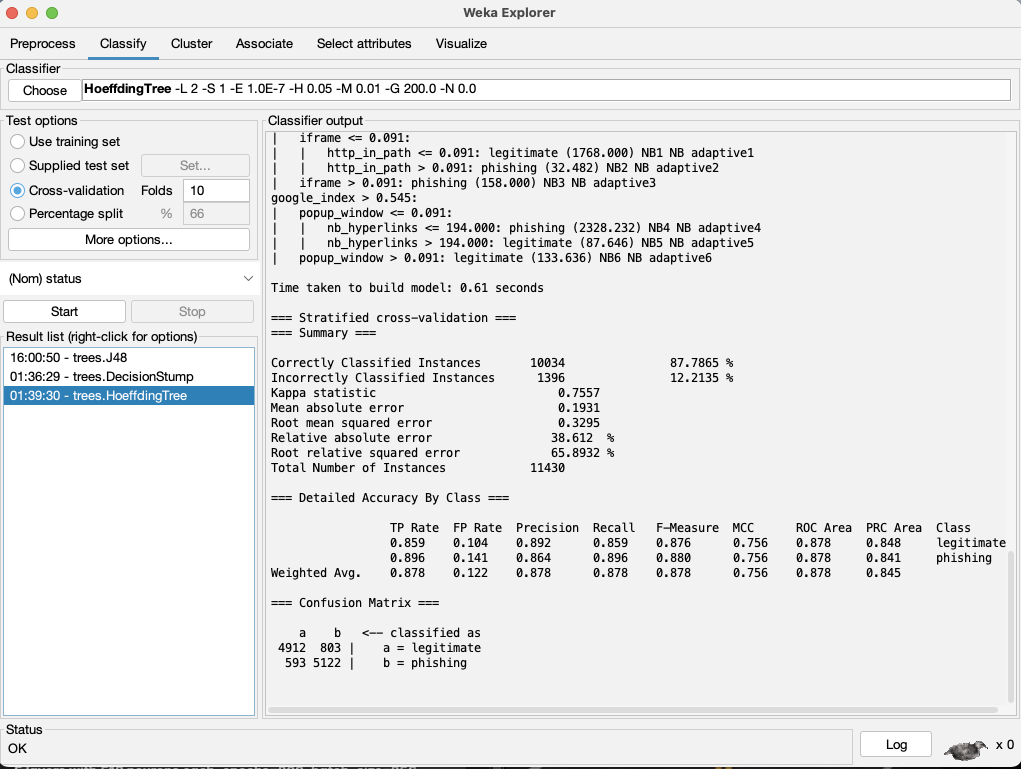 Weka Explorer
Preprocess Classify Cluster Associate Select attributes Visualize
Classifier
Choose HoeffdingTree -L 2 -S 1 -E 1.0E-7 -H 0.05 -M 0.01 -G 200.0 -N 0.0
Test options
Use training set
Supplied test set Set...
Cross-validation Folds 10
Percentage split % 66
More options...
(Nom) status
Start Stop
Result list (right-click for options)
16:00:50 - trees.J48
01:36:29 - trees.DecisionStump
01:39:30 - trees.HoeffdingTree
Classifier output
|   iframe <= 0.091:
|   |   http_in_path <= 0.091: legitimate (1768.000) NB1 NB adaptive1
|   |   http_in_path > 0.091: phishing (32.482) NB2 NB adaptive2
|   iframe > 0.091: phishing (158.000) NB3 NB adaptive3
google_index > 0.545:
|   popup_window <= 0.091:
|   |   nb_hyperlinks <= 194.000: phishing (2328.232) NB4 NB adaptive4
|   |   nb_hyperlinks > 194.000: legitimate (87.646) NB5 NB adaptive5
|   popup_window > 0.091: legitimate (133.636) NB6 NB adaptive6
Time taken to build model: 0.61 seconds
=== Stratified cross-validation ===
=== Summary ===
Correctly Classified Instances 10034 87.7865 %
Incorrectly Classified Instances 1396 12.2135 %
Kappa statistic 0.7557
Mean absolute error 0.1931
Root mean squared error 0.3295
Relative absolute error 38.612 %
Root relative squared error 65.8932 %
Total Number of Instances 11430
=== Detailed Accuracy By Class ===
TP Rate FP Rate Precision Recall F-Measure MCC ROC Area PRC Area Class
0.859 0.104 0.892 0.859 0.876 0.756 0.878 0.848 legitimate
0.896 0.141 0.864 0.896 0.880 0.756 0.878 0.841 phishing
Weighted Avg. 0.878 0.122 0.878 0.878 0.878 0.756 0.878 0.845
=== Confusion Matrix ===
a b <-- classified as
4912 803 | a = legitimate
593 5122 | b = phishing
Status
OK
Log x 0